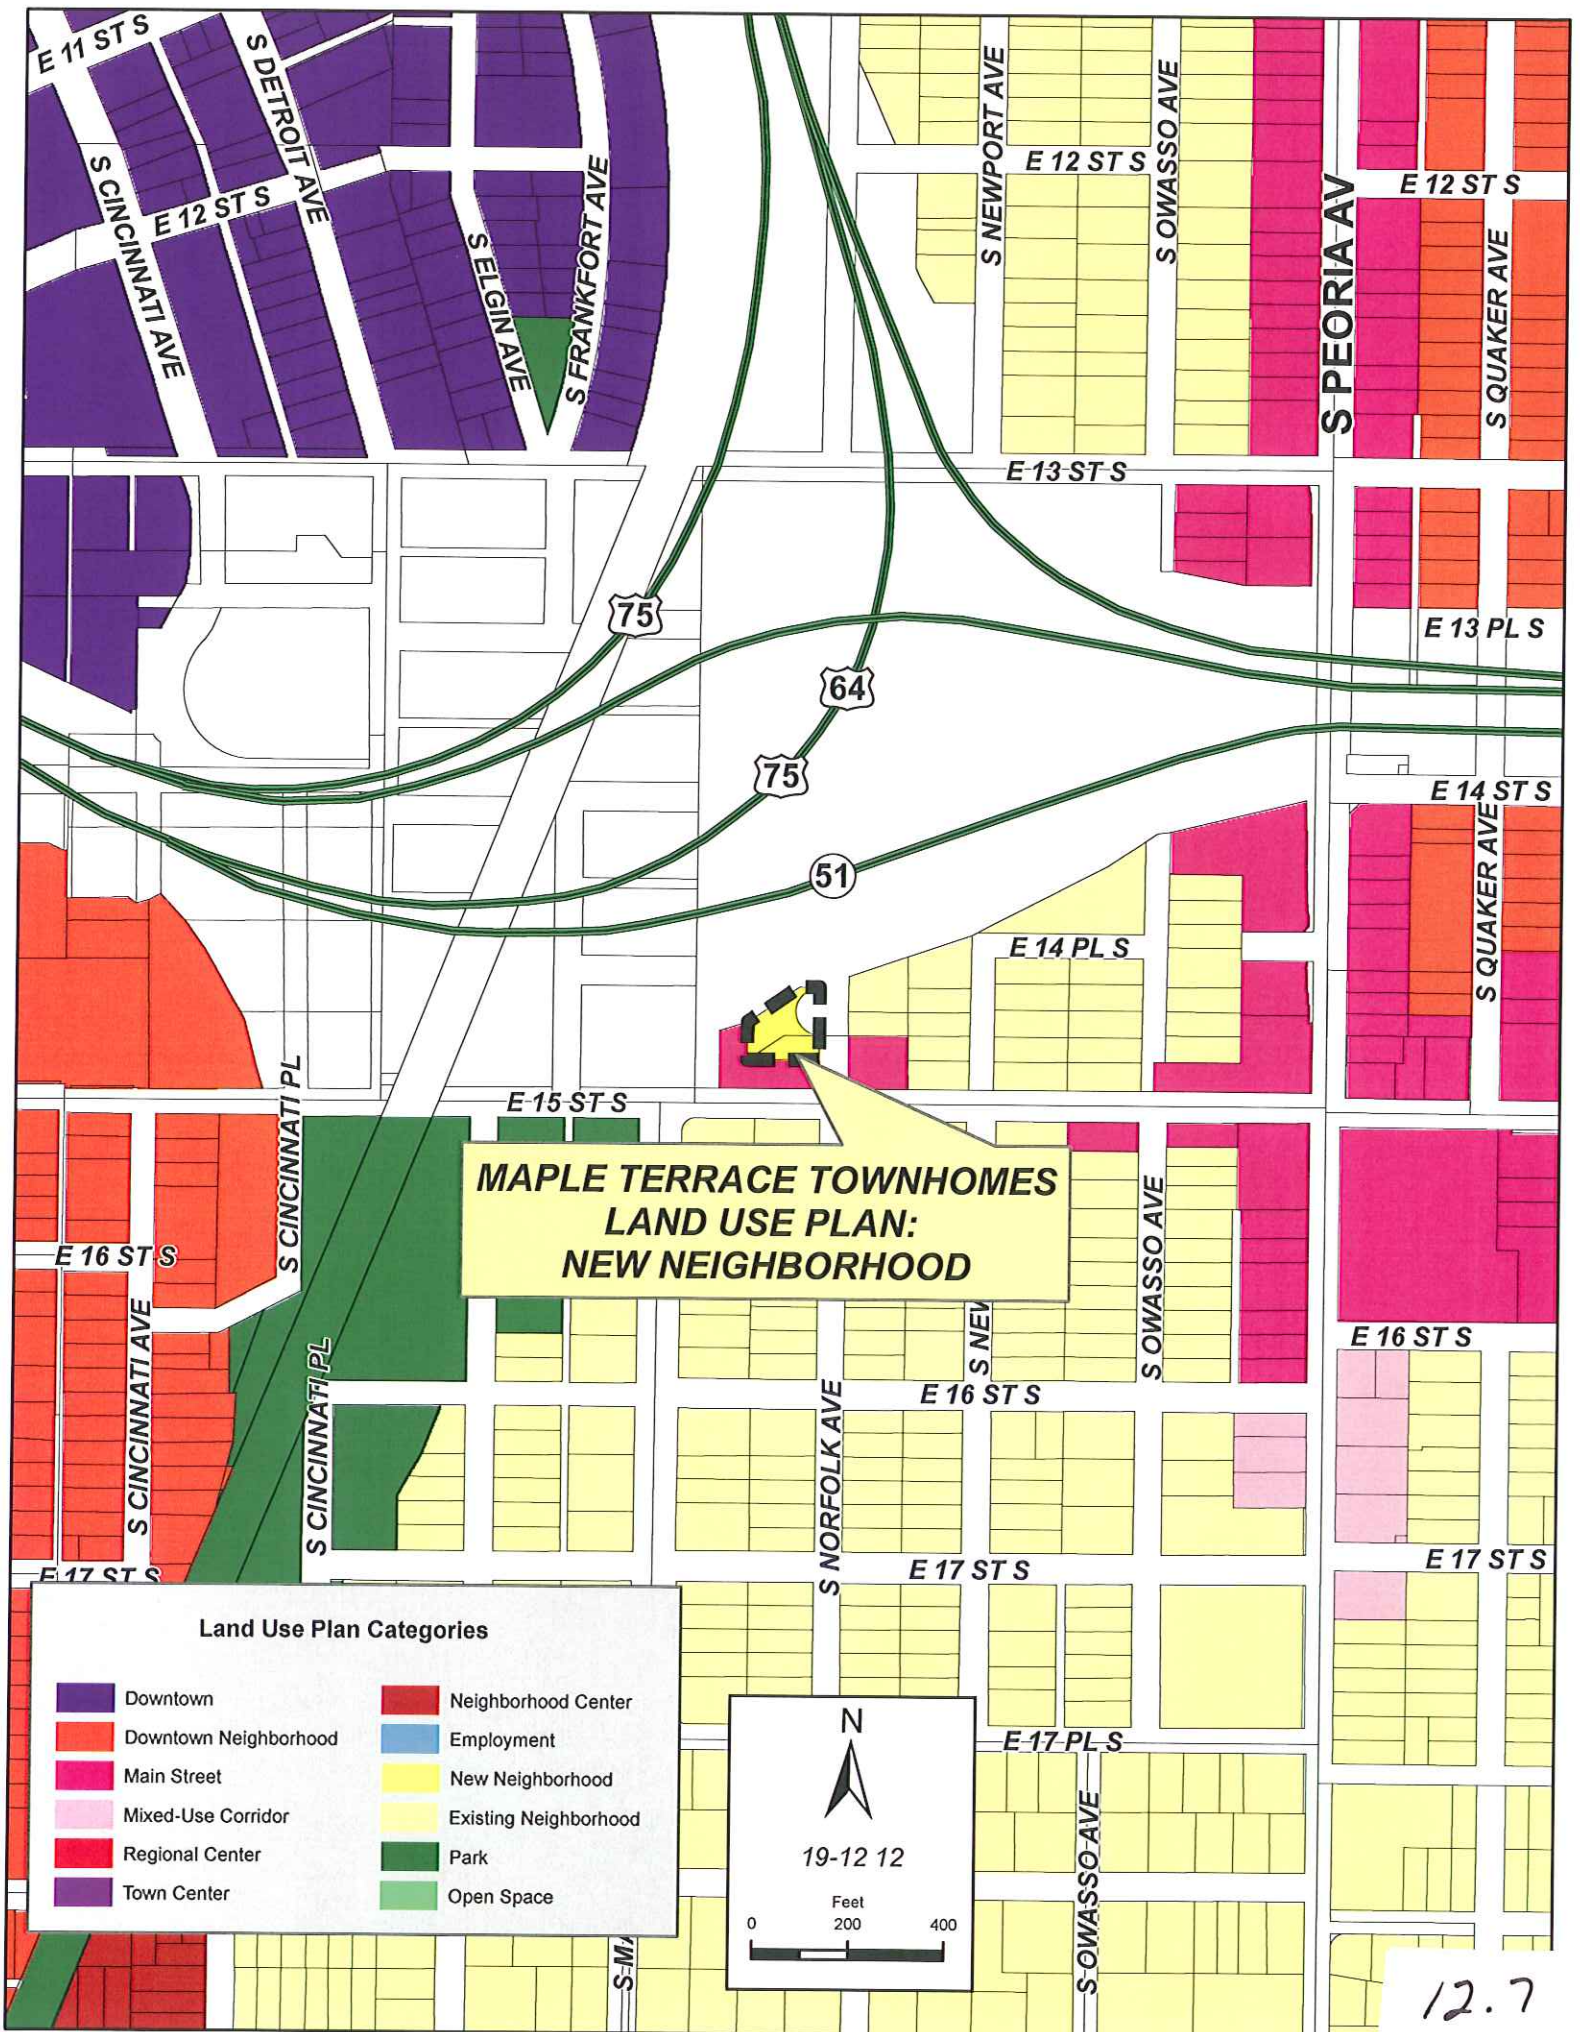 E 11 ST S
S DETROIT AVE
S CINCINNATI AVE
E 12 ST S
S ELGIN AVE
S FRANKFORT AVE
S NEWPORT AVE
E 12 ST S
S OWASSO AVE
S PEORIA AV
E 12 ST S
S QUAKER AVE
E 13 ST S
75
64
75
51
E 13 PL S
E 14 ST S
S QUAKER AVE
E 14 PL S
S CINCINNATI PL
E 15 ST S
MAPLE TERRACE TOWNHOMES
LAND USE PLAN:
NEW NEIGHBORHOOD
E 16 ST S
S CINCINNATI AVE
S CINCINNATI PL
S NEW
S OWASSO AVE
E 16 ST S
E 16 ST S
S NORFOLK AVE
E 17 ST S
E 17 ST S
E 17 ST S
Land Use Plan Categories
Downtown
Downtown Neighborhood
Main Street
Mixed-Use Corridor
Regional Center
Town Center
Neighborhood Center
Employment
New Neighborhood
Existing Neighborhood
Park
Open Space
N
19-12 12
Feet
0 200 400
E 17 PL S
S OWASSO AVE
S MA
12.7